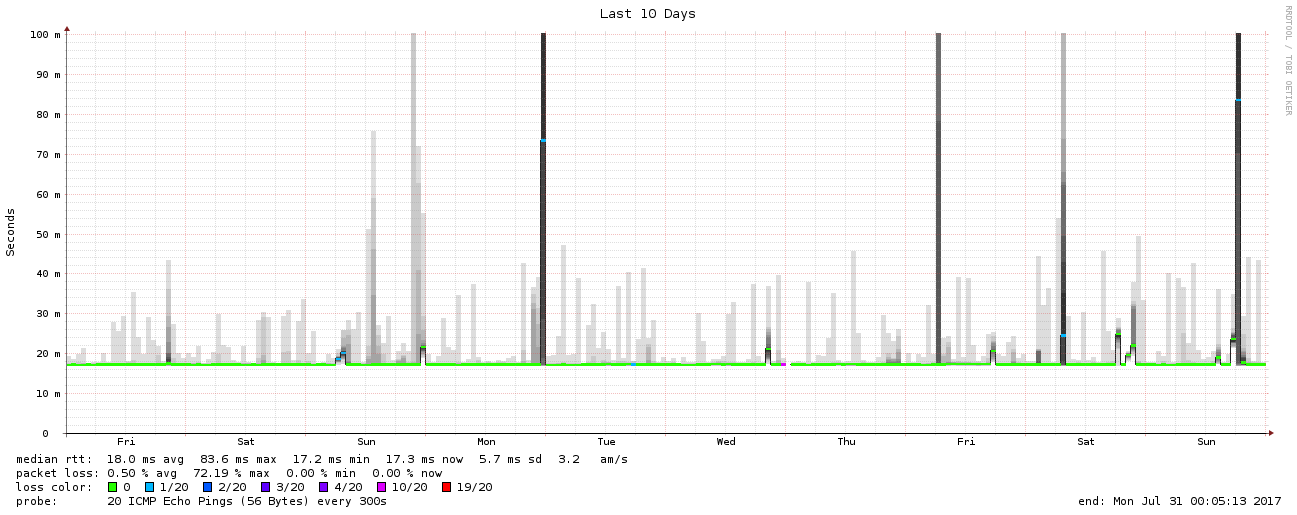 Last 10 Days
RRDTOOL / TOBI OETIKER
Seconds
100 m
90 m
80 m
70 m
60 m
50 m
40 m
30 m
20 m
10 m
0
Fri Sat Sun Mon Tue Wed Thu Fri Sat Sun
median rtt: 18.0 ms avg 83.6 ms max 17.2 ms min 17.3 ms now 5.7 ms sd 3.2 am/s
packet loss: 0.50 % avg 72.19 % max 0.00 % min 0.00 % now
loss color: 0 1/20 2/20 3/20 4/20 10/20 19/20
probe: 20 ICMP Echo Pings (56 Bytes) every 300s end: Mon Jul 31 00:05:13 2017